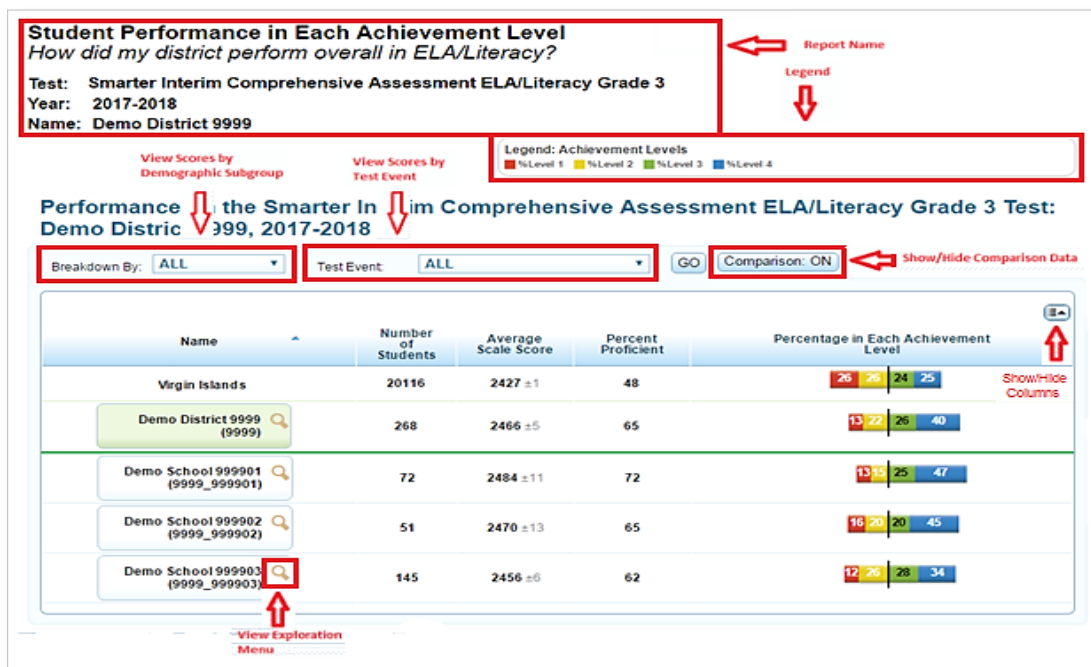 Student Performance in Each Achievement Level
How did my district perform overall in ELA/Literacy?
Test: Smarter Interim Comprehensive Assessment ELA/Literacy Grade 3
Year: 2017-2018
Name: Demo District 9999
Report Name
Legend
Legend: Achievement Levels
%Level 1 %Level 2 %Level 3 %Level 4
View Scores by
Demographic Subgroup
View Scores by
Test Event
Performance the Smarter In im Comprehensive Assessment ELA/Literacy Grade 3 Test:
Demo Distric 999, 2017-2018
Breakdown By: ALL Test Event: ALL GO Comparison: ON
Show/Hide Comparison Data
Name Number of Students Average Scale Score Percent Proficient Percentage in Each Achievement Level
Show/Hide
Columns
Virgin Islands 20116 2427 ±1 48 26 26 24 25
Demo District 9999
(9999) 268 2466 ±5 65 13 22 26 40
Demo School 999901
(9999_999901) 72 2484 ±11 72 13 15 25 47
Demo School 999902
(9999_999902) 51 2470 ±13 65 16 20 20 45
Demo School 999903
(9999_999903) 145 2456 ±6 62 12 26 28 34
View Exploration
Menu